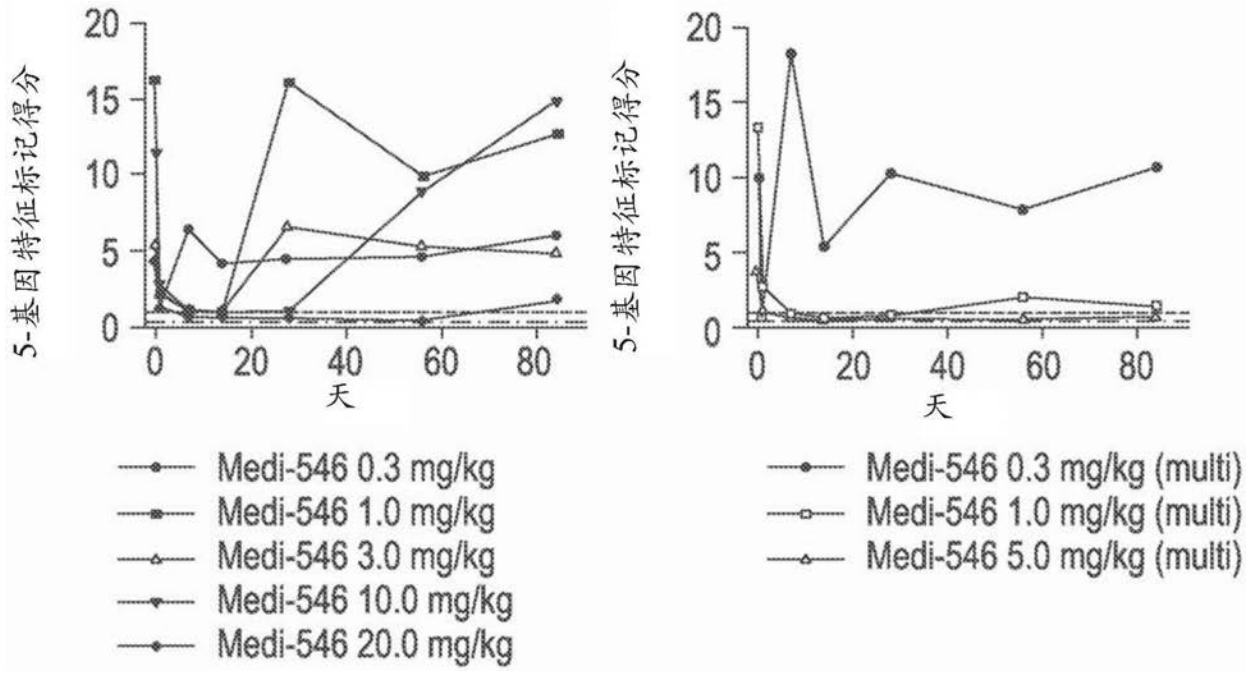 5-基因特征标记得分
20
15
10
5
0
0 20 40 60 80
天
Medi-546 0.3 mg/kg
Medi-546 1.0 mg/kg
Medi-546 3.0 mg/kg
Medi-546 10.0 mg/kg
Medi-546 20.0 mg/kg
5-基因特征标记得分
20
15
10
5
0
0 20 40 60 80
天
Medi-546 0.3 mg/kg (multi)
Medi-546 1.0 mg/kg (multi)
Medi-546 5.0 mg/kg (multi)